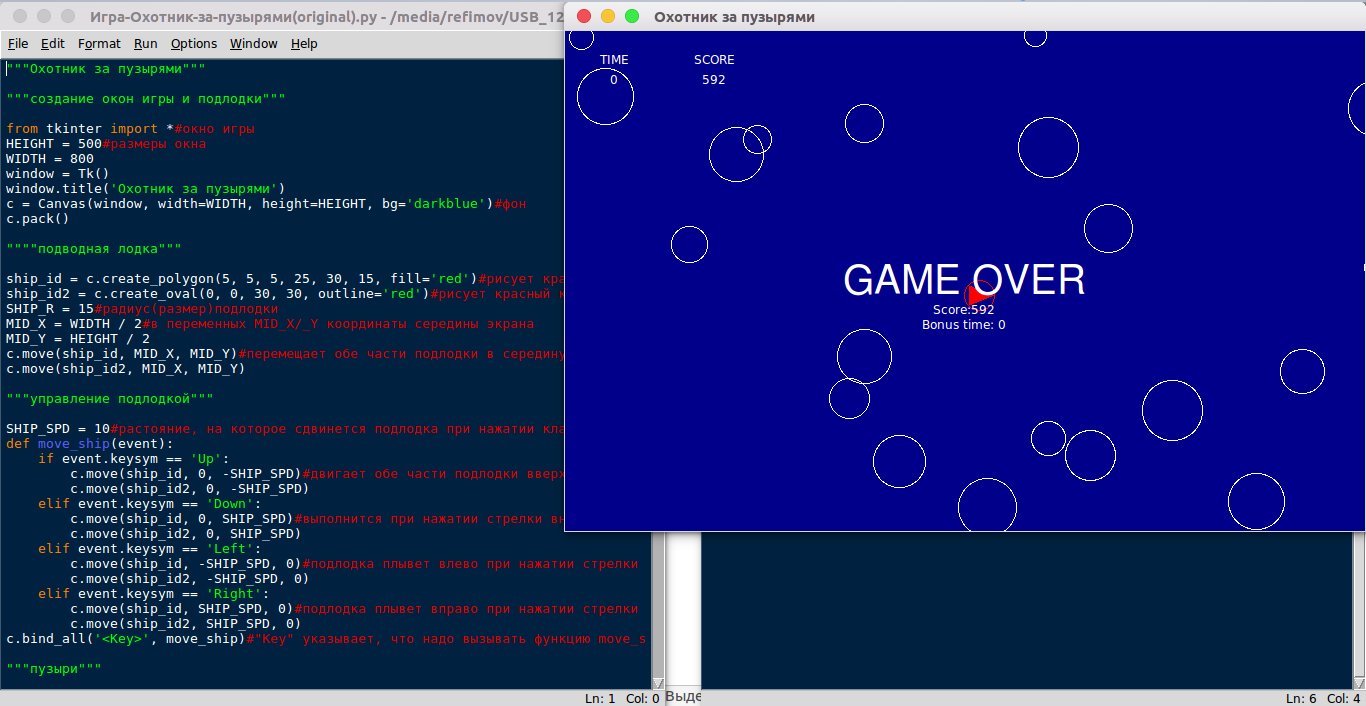 Игра-Охотник-за-пузырями(original).py - /media/refimov/USB_12
File Edit Format Run Options Window Help
"""Охотник за пузырями"""
"""создание окон игры и подлодки"""
from tkinter import *#окно игры
HEIGHT = 500#размеры окна
WIDTH = 800
window = Tk()
window.title('Охотник за пузырями')
c = Canvas(window, width=WIDTH, height=HEIGHT, bg='darkblue')#фон
c.pack()
""""подводная лодка"""
ship_id = c.create_polygon(5, 5, 5, 25, 30, 15, fill='red')#рисует кра
ship_id2 = c.create_oval(0, 0, 30, 30, outline='red')#рисует красный к
SHIP_R = 15#радиус(размер)подлодки
MID_X = WIDTH / 2#в переменных MID_X/_Y координаты середины экрана
MID_Y = HEIGHT / 2
c.move(ship_id, MID_X, MID_Y)#перемещает обе части подлодки в середину
c.move(ship_id2, MID_X, MID_Y)
"""управление подлодкой"""
SHIP_SPD = 10#растояние, на которое сдвинется подлодка при нажатии кла
def move_ship(event):
    if event.keysym == 'Up':
        c.move(ship_id, 0, -SHIP_SPD)#двигает обе части подлодки вверх
        c.move(ship_id2, 0, -SHIP_SPD)
    elif event.keysym == 'Down':
        c.move(ship_id, 0, SHIP_SPD)#выполнится при нажатии стрелки вн
        c.move(ship_id2, 0, SHIP_SPD)
    elif event.keysym == 'Left':
        c.move(ship_id, -SHIP_SPD, 0)#подлодка плывет влево при нажатии стрелки
        c.move(ship_id2, -SHIP_SPD, 0)
    elif event.keysym == 'Right':
        c.move(ship_id, SHIP_SPD, 0)#подлодка плывет вправо при нажатии стрелки
        c.move(ship_id2, SHIP_SPD, 0)
c.bind_all('<Key>', move_ship)#"Key" указывает, что надо вызывать функцию move_s
"""пузыри"""
Ln: 1 Col: 0
Охотник за пузырями
TIME SCORE
0 592
GAME OVER
Score:592
Bonus time: 0
Выде
Ln: 6 Col: 4